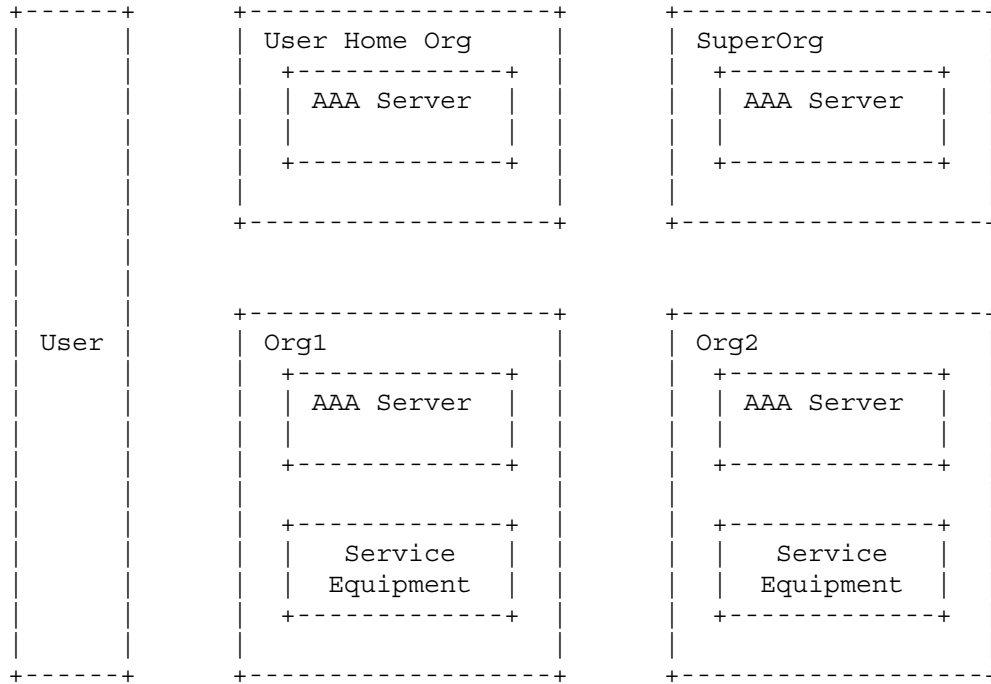 User Home Org
AAA Server
SuperOrg
AAA Server
User
Org1
AAA Server
Service
Equipment
Org2
AAA Server
Service
Equipment